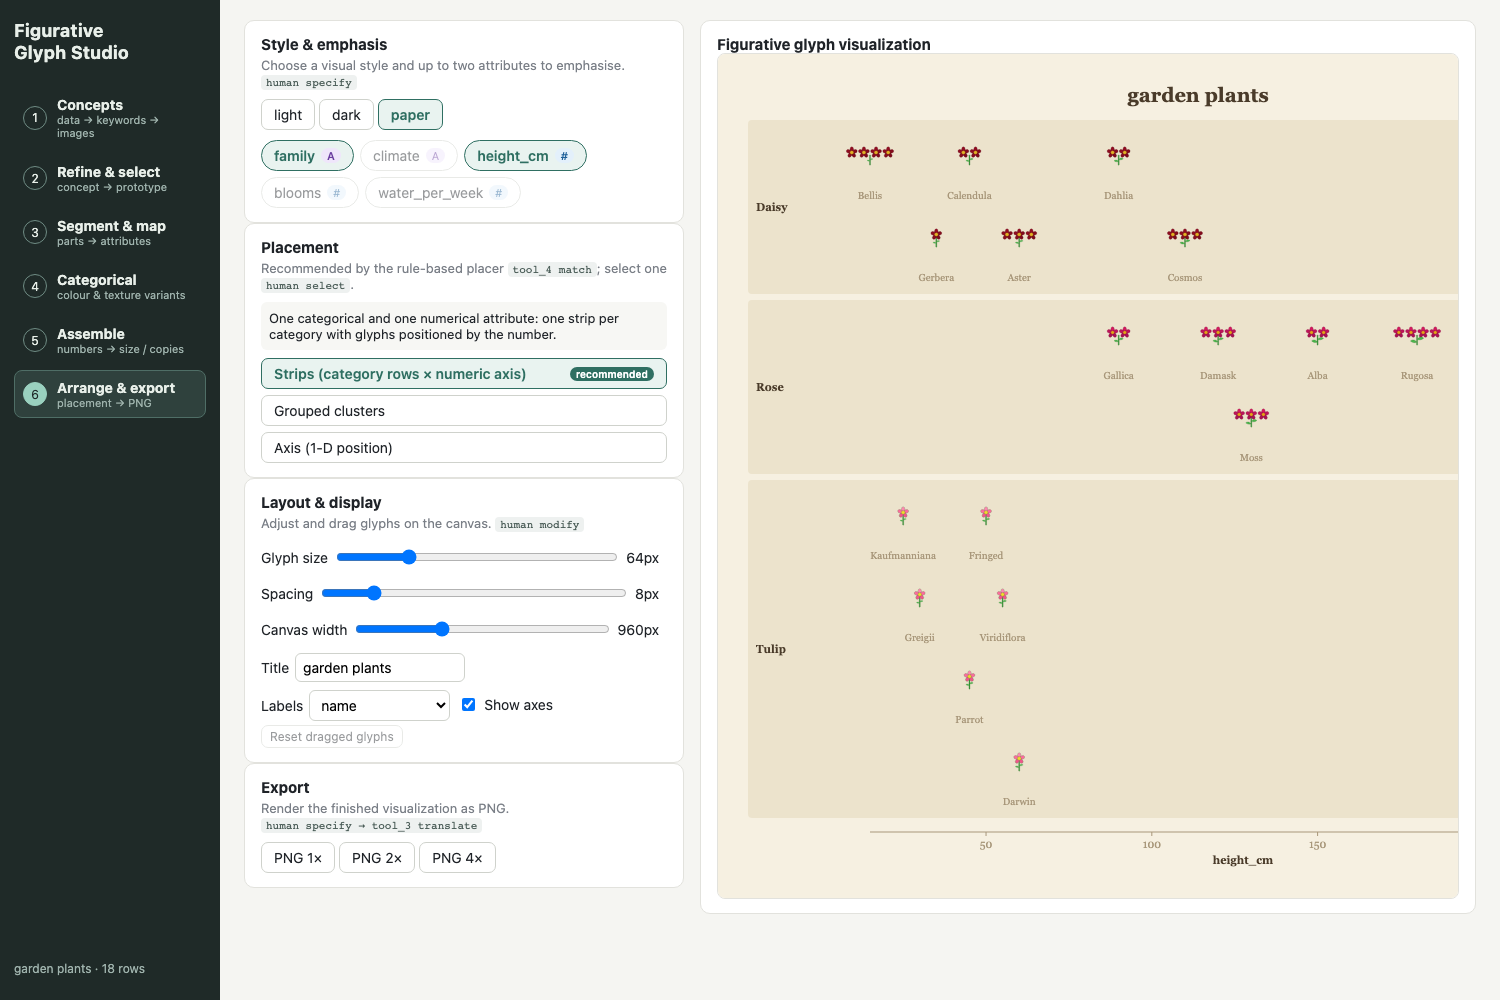 Figurative
Glyph Studio
1
Concepts
data → keywords →
images
2
Refine & select
concept → prototype
3
Segment & map
parts → attributes
4
Categorical
colour & texture variants
5
Assemble
numbers → size / copies
6
Arrange & export
placement → PNG
garden plants · 18 rows
Style & emphasis
Choose a visual style and up to two attributes to emphasise.
human specify
light dark paper
family A climate A height_cm #
blooms # water_per_week #
Placement
Recommended by the rule-based placer tool_4 match; select one
human select.
One categorical and one numerical attribute: one strip per
category with glyphs positioned by the number.
Strips (category rows × numeric axis) recommended
Grouped clusters
Axis (1-D position)
Layout & display
Adjust and drag glyphs on the canvas. human modify
Glyph size 64px
Spacing 8px
Canvas width 960px
Title garden plants
Labels name Show axes
Reset dragged glyphs
Export
Render the finished visualization as PNG.
human specify → tool_3 translate
PNG 1× PNG 2× PNG 4×
Figurative glyph visualization
garden plants
Bellis Calendula Dahlia
Daisy
Gerbera Aster Cosmos
Gallica Damask Alba Rugosa
Rose
Moss
Kaufmanniana Fringed
Greigii Viridiflora
Tulip
Parrot
Darwin
50 100 150
height_cm